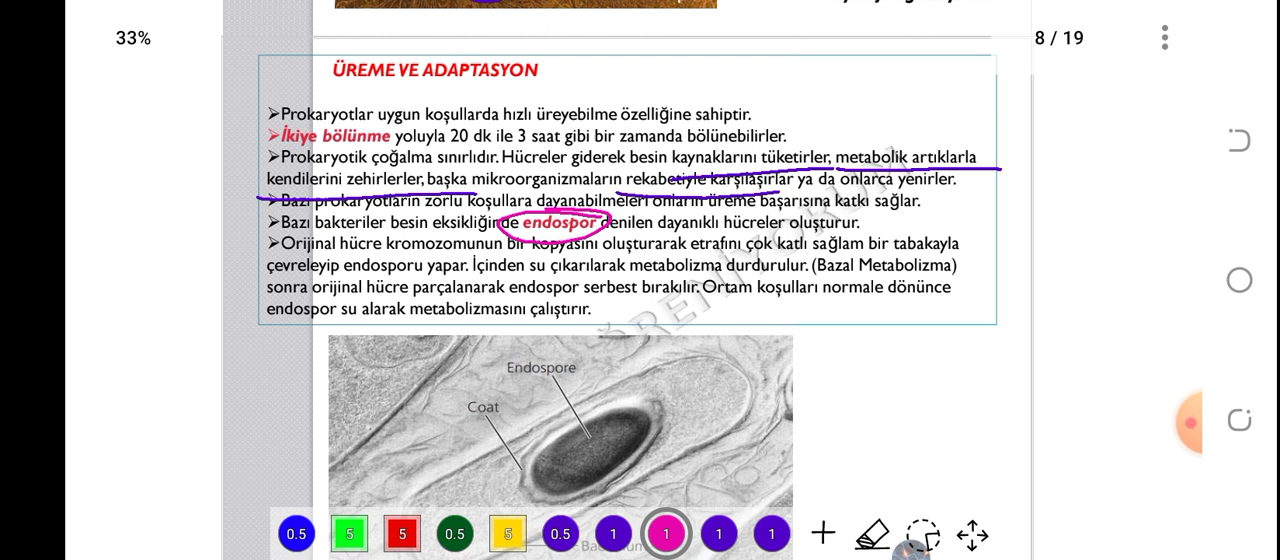 33%
8 / 19
ÜREME VE ADAPTASYON
➤Prokaryotlar uygun koşullarda hızlı üreyebilme özelliğine sahiptir.
➤İkiye bölünme yoluyla 20 dk ile 3 saat gibi bir zamanda bölünebilirler.
➤Prokaryotik çoğalma sınırlıdır. Hücreler giderek besin kaynaklarını tüketirler, metabolik artıklarla
kendilerini zehirlerler, başka mikroorganizmaların rekabetiyle karşılaşırlar ya da onlarca yenirler.
➤Bazı prokaryotların zorlu koşullara dayanabilmeleri onların üreme başarısına katkı sağlar.
➤Bazı bakteriler besin eksikliğinde endospor denilen dayanıklı hücreler oluşturur.
➤Orijinal hücre kromozomunun bir kopyasını oluşturarak etrafını çok katlı sağlam bir tabakayla
çevreleyip endosporu yapar. İçinden su çıkarılarak metabolizma durdurulur. (Bazal Metabolizma)
sonra orijinal hücre parçalanarak endospor serbest bırakılır. Ortam koşulları normale dönünce
endospor su alarak metabolizmasını çalıştırır.
Endospore
Coat
0.5 5 5 0.5 5 0.5 1 1 1 1